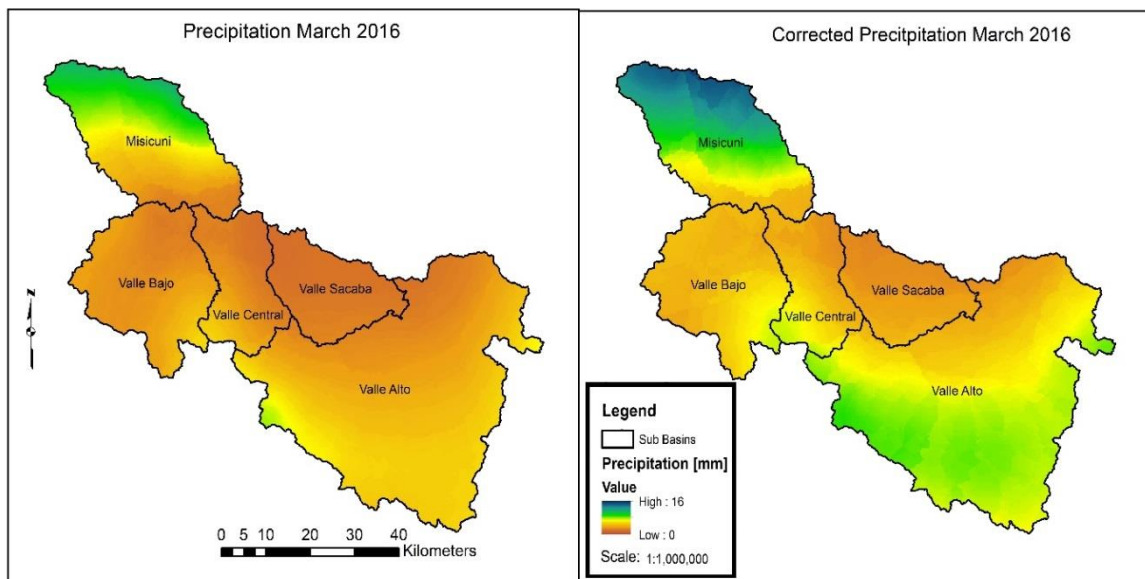 Precipitation March 2016
Misicuni
Valle Bajo
Valle Sacaba
Valle Central
Valle Alto
N
0 5 10 20 30 40
Kilometers
Corrected Precitpitation March 2016
Misicuni
Valle Bajo
Valle Sacaba
Valle Central
Valle Alto
Legend
Sub Basins
Precipitation [mm]
Value
High : 16
Low : 0
Scale: 1:1,000,000